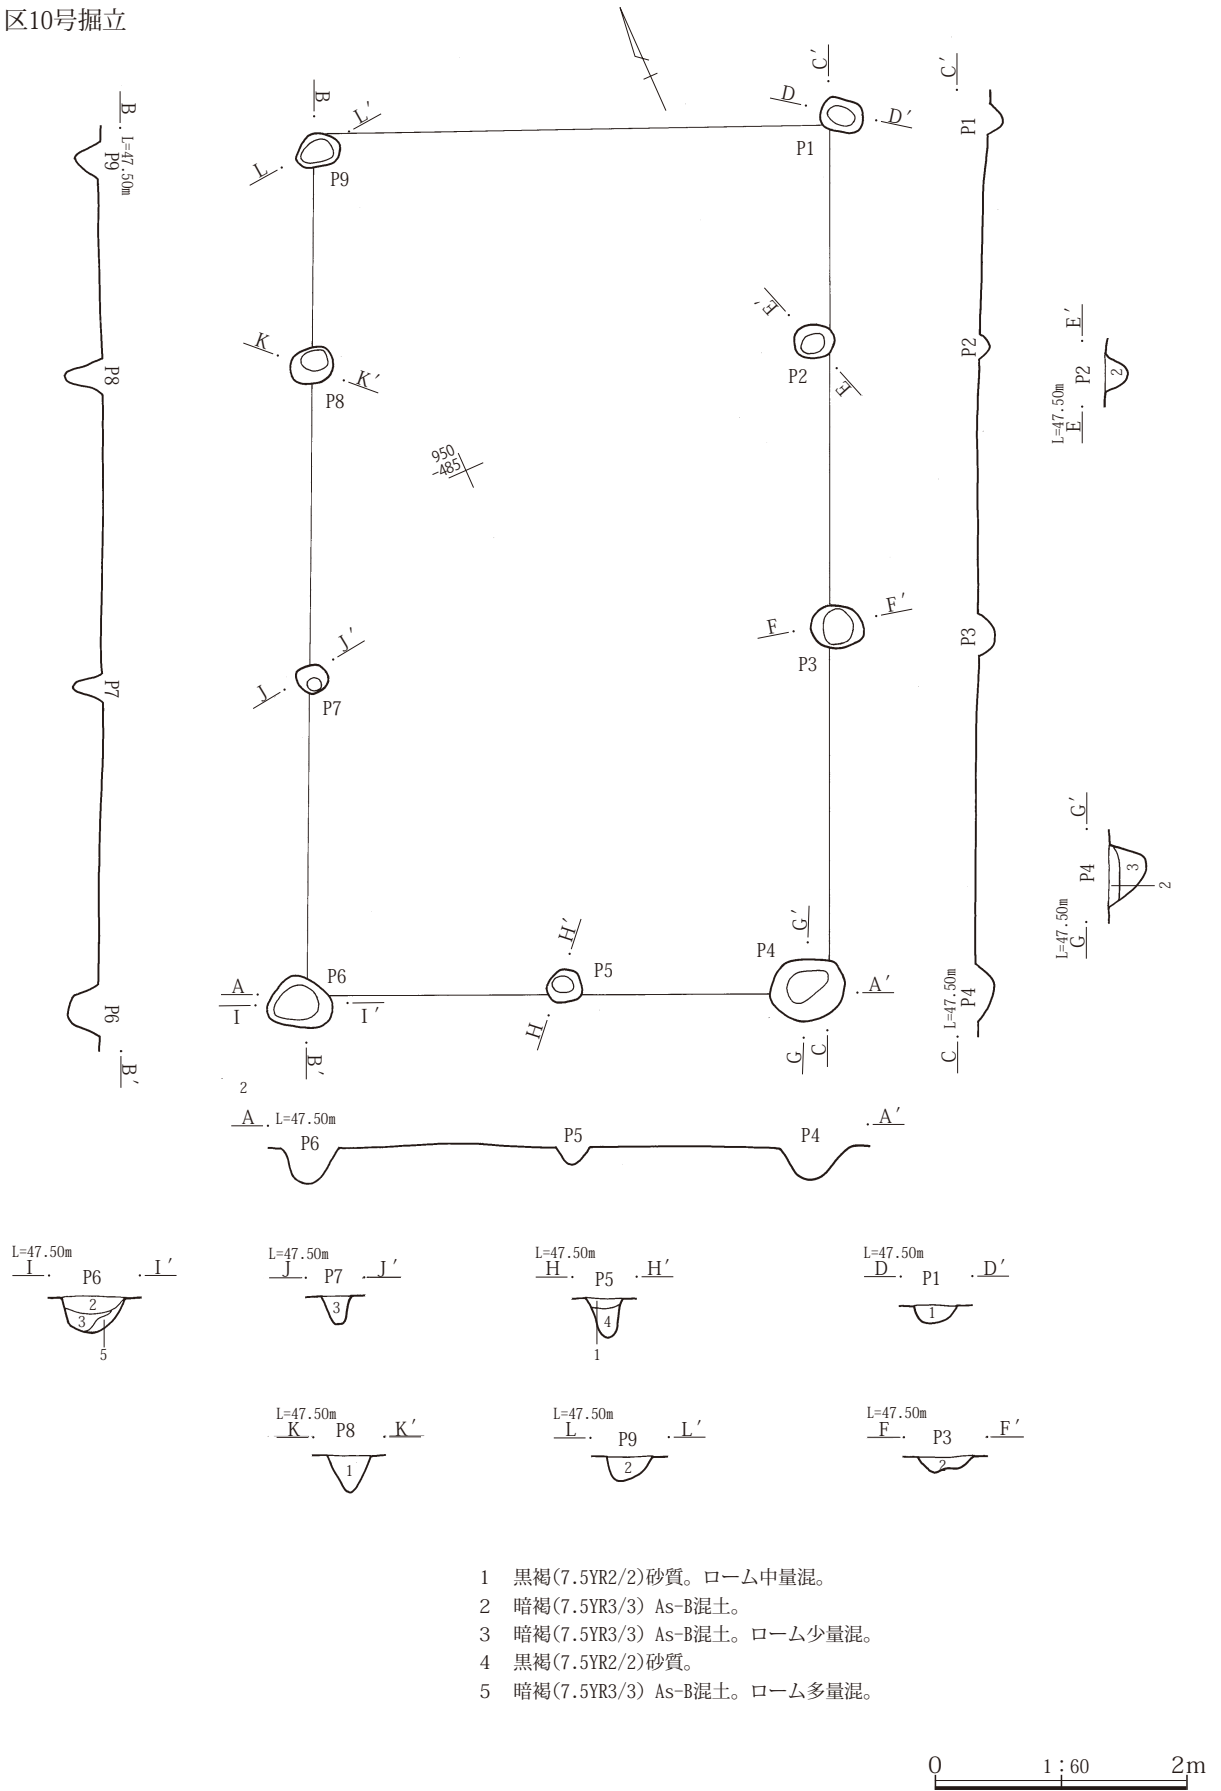 区10号掘立
B
L=47.50m
P9
P8
P7
P6
B′
B
L′
L
P9
C′
D
D′
P1
C′
P1
K
K′
P8
E′
P2
E
P2
E′
P2
2
L=47.50m
E
950
-485
F
F′
P3
P3
J′
J
P7
G′
P4
3
2
L=47.50m
G
H′
P5
H
G′
P4
A′
G
C
L=47.50m
P4
C
A
I
P6
I′
B′
2
A
L=47.50m
P6
P5
P4
A′
L=47.50m
I P6 I′
2
3
5
L=47.50m
J P7 J′
3
L=47.50m
H P5 H′
4
1
L=47.50m
D P1 D′
1
L=47.50m
K P8 K′
1
L=47.50m
L P9 L′
2
L=47.50m
F P3 F′
2
1 黒褐(7.5YR2/2)砂質。ローム中量混。
2 暗褐(7.5YR3/3) As-B混土。
3 暗褐(7.5YR3/3) As-B混土。ローム少量混。
4 黒褐(7.5YR2/2)砂質。
5 暗褐(7.5YR3/3) As-B混土。ローム多量混。
0 1：60 2m